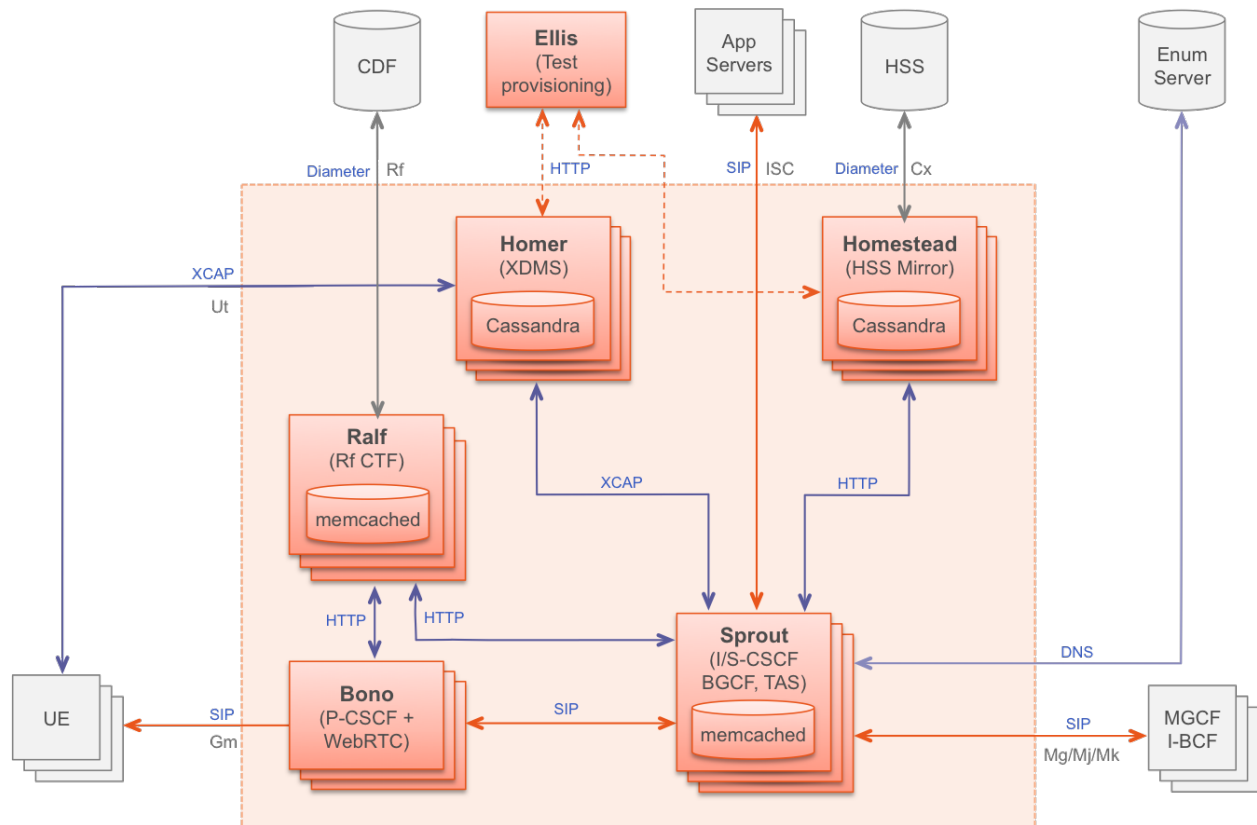 CDF
Ellis
(Test
provisioning)
App
Servers
HSS
Enum
Server
Diameter
Rf
HTTP
SIP
ISC
Diameter
Cx
Homer
(XDMS)
Cassandra
Homestead
(HSS Mirror)
Cassandra
XCAP
Ut
Ralf
(Rf CTF)
memcached
XCAP
HTTP
HTTP
HTTP
Sprout
(I/S-CSCF
BGCF, TAS)
memcached
DNS
UE
SIP
Gm
Bono
(P-CSCF +
WebRTC)
SIP
SIP
Mg/Mj/Mk
MGCF
I-BCF